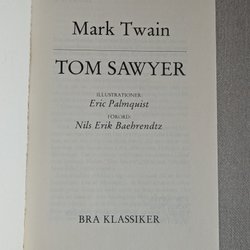 Mark Twain
TOM SAWYER
ILLUSTRATIONER:
Eric Palmquist
FÖRORD:
Nils Erik Baehrendtz
BRA KLASSIKER